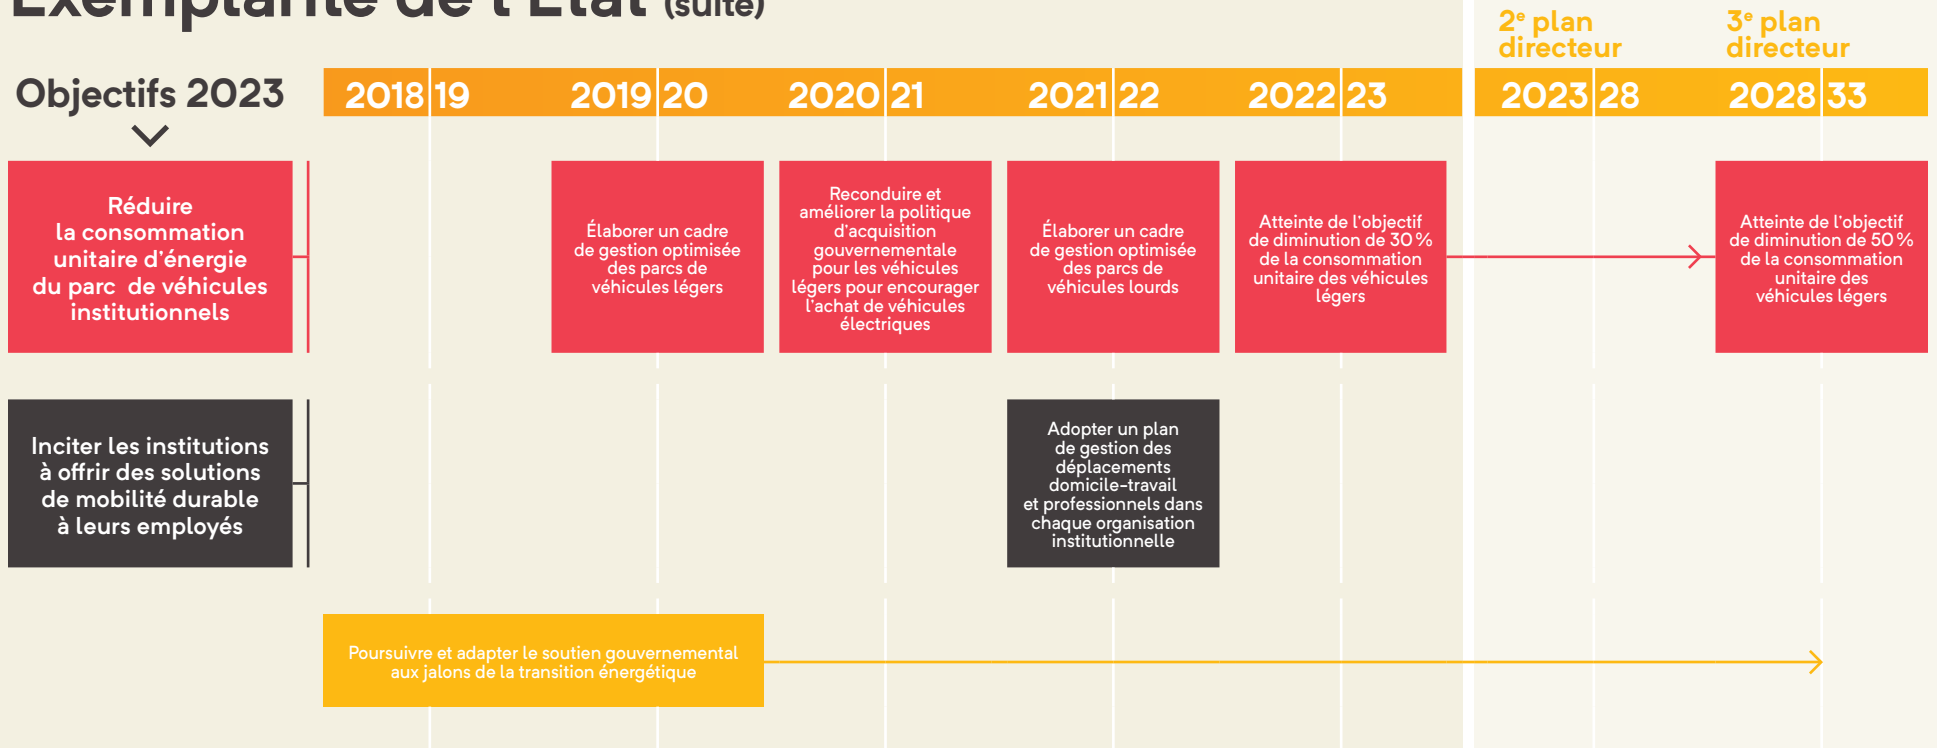 Exemplarité de l'État (suite)
2e plan
directeur
3e plan
directeur
Objectifs 2023
2018 19
2019 20
2020 21
2021 22
2022 23
2023 28
2028 33
Réduire
la consommation
unitaire d'énergie
du parc de véhicules
institutionnels
Élaborer un cadre
de gestion optimisée
des parcs de
véhicules légers
Reconduire et
améliorer la politique
d'acquisition
gouvernementale
pour les véhicules
légers pour encourager
l'achat de véhicules
électriques
Élaborer un cadre
de gestion optimisée
des parcs de
véhicules lourds
Atteinte de l'objectif
de diminution de 30 %
de la consommation
unitaire des véhicules
légers
Atteinte de l'objectif
de diminution de 50 %
de la consommation
unitaire des
véhicules légers
Inciter les institutions
à offrir des solutions
de mobilité durable
à leurs employés
Adopter un plan
de gestion des
déplacements
domicile-travail
et professionnels dans
chaque organisation
institutionnelle
Poursuivre et adapter le soutien gouvernemental
aux jalons de la transition énergétique